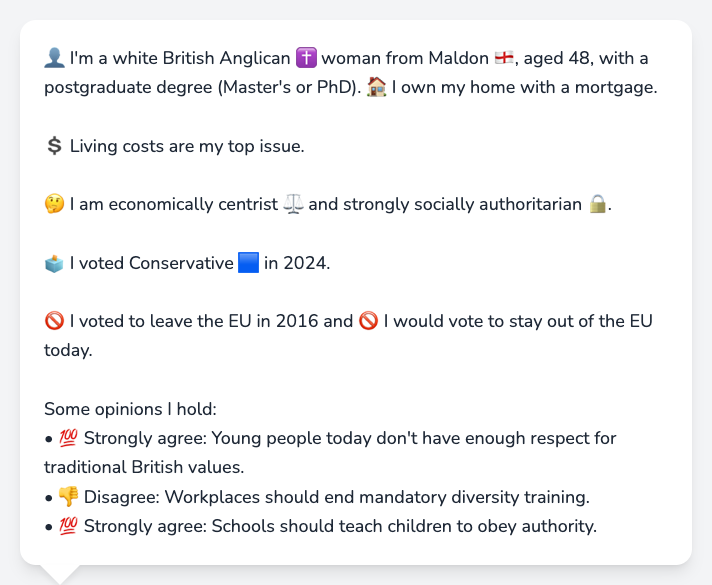 👤 I'm a white British Anglican ✝️ woman from Maldon 🏴󠁧󠁢󠁥󠁮󠁧󠁿, aged 48, with a
postgraduate degree (Master's or PhD). 🏠 I own my home with a mortgage.
💲 Living costs are my top issue.
🤔 I am economically centrist ⚖️ and strongly socially authoritarian 🔒.
🗳️ I voted Conservative 🟦 in 2024.
🚫 I voted to leave the EU in 2016 and 🚫 I would vote to stay out of the EU
today.
Some opinions I hold:
• 💯 Strongly agree: Young people today don't have enough respect for
traditional British values.
• 👎 Disagree: Workplaces should end mandatory diversity training.
• 💯 Strongly agree: Schools should teach children to obey authority.